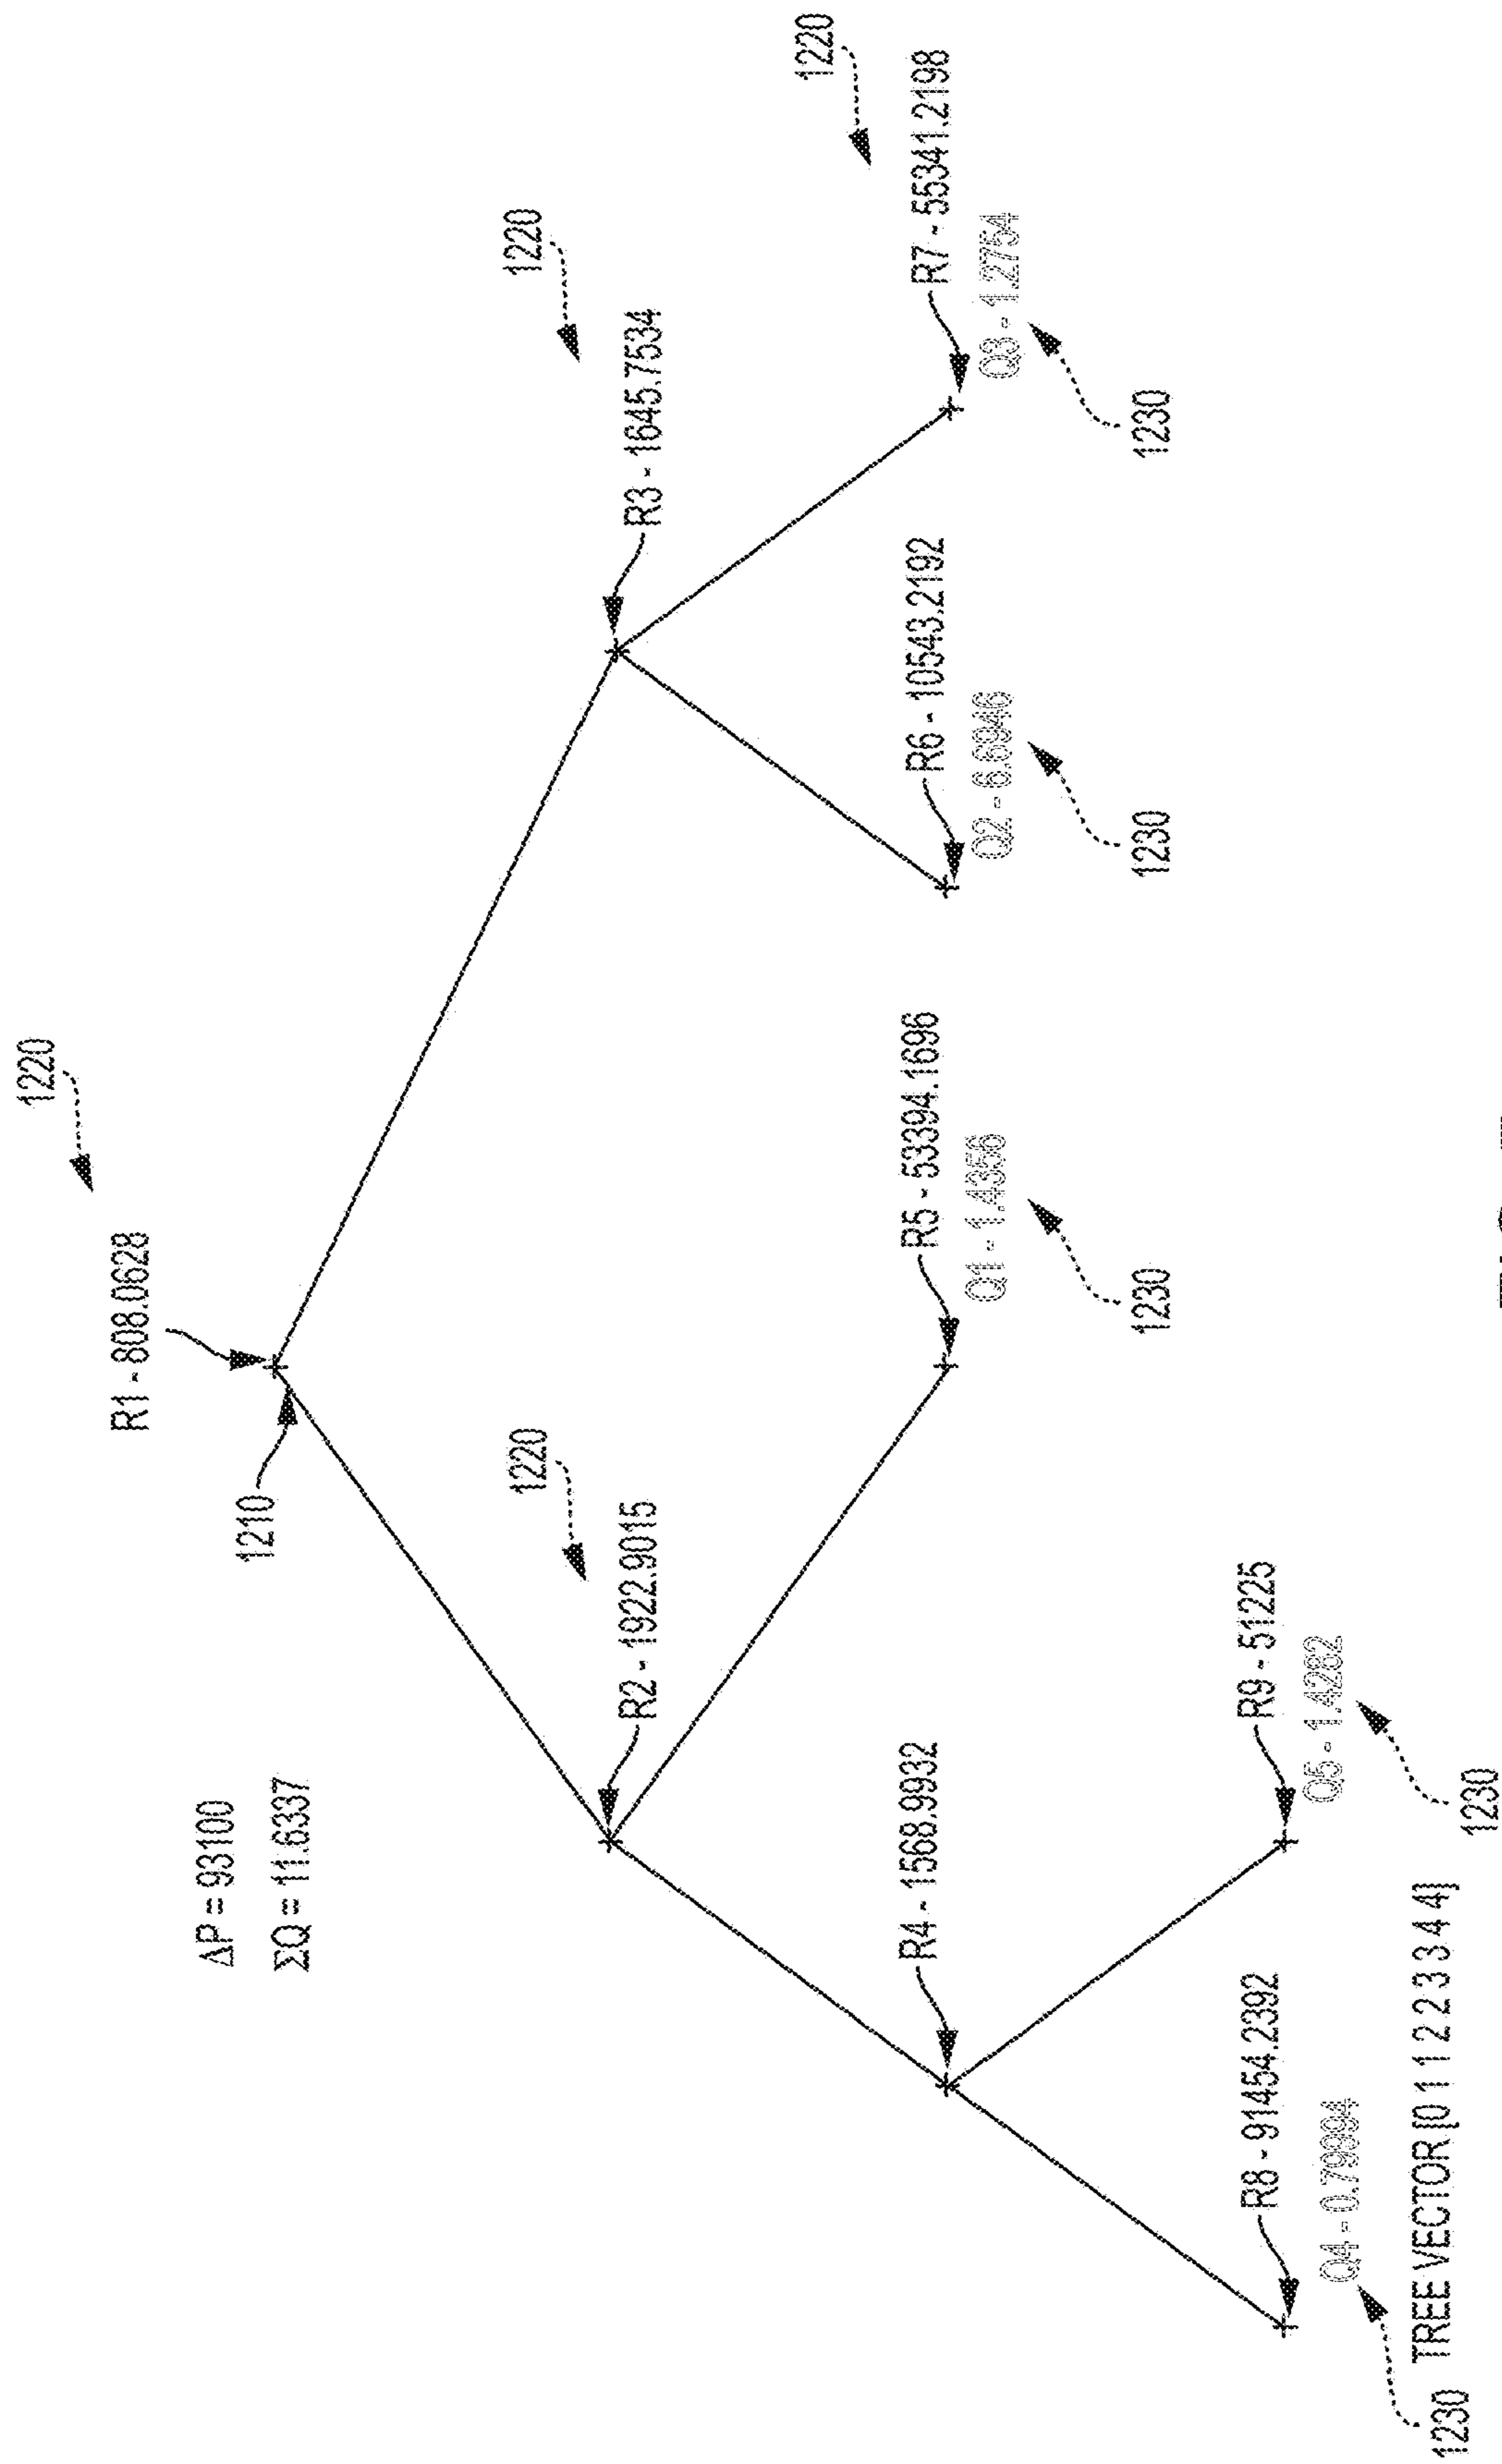 1220
R1 - 808.0628
1210
ΔP = 93100
ΣQ = 11.6337
1220
R2 - 1922.9015
1220
R3 - 1645.7534
R4 - 1568.9932
R5 - 53394.1696
Q1 - 1.4356
1230
R6 - 10543.2192
Q2 - 6.6946
1230
1220
R7 - 55341.2198
Q3 - 1.2754
1230
R8 - 91454.2392
Q4 - 0.79994
1230
R9 - 51225
Q5 - 1.4282
1230
TREE VECTOR [0 1 1 2 2 3 3 4 4]